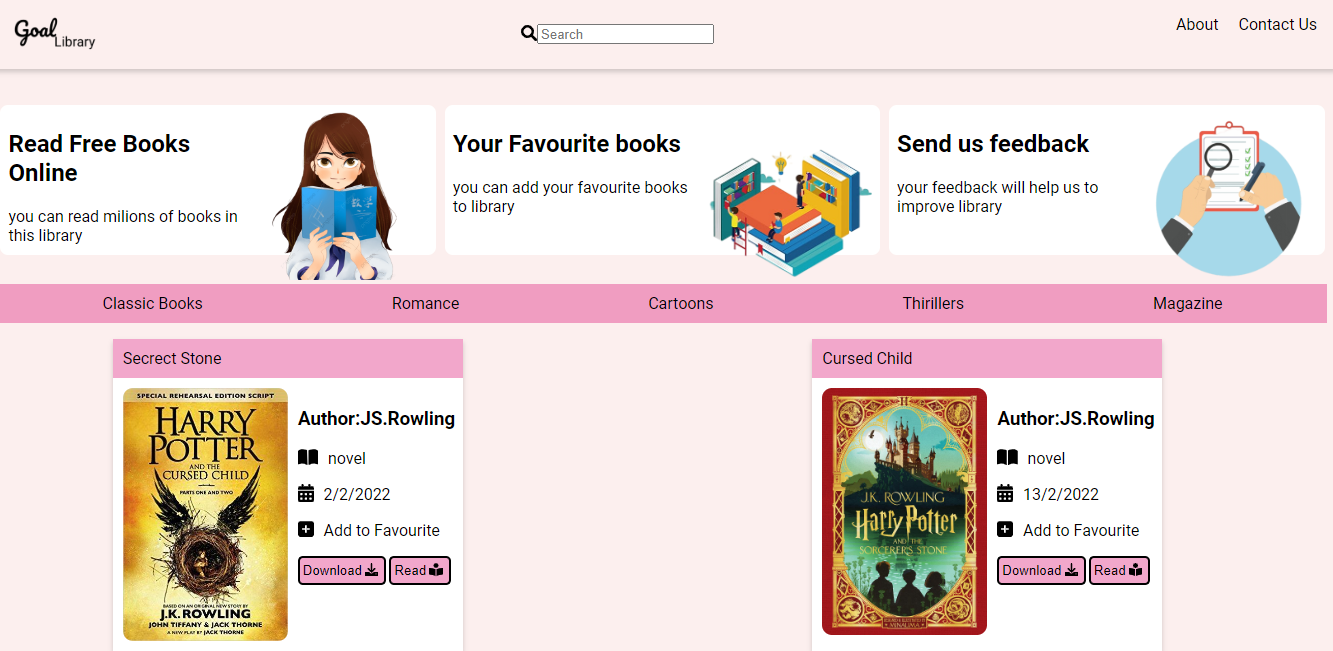 Goal
Library
Search
About
Contact Us
Read Free Books
Online
you can read milions of books in
this library
Your Favourite books
you can add your favourite books
to library
Send us feedback
your feedback will help us to
improve library
Classic Books
Romance
Cartoons
Thirillers
Magazine
Secrect Stone
SPECIAL REHEARSAL EDITION SCRIPT
HARRY
POTTER
AND THE
CURSED CHILD
PARTS ONE AND TWO
BASED ON AN ORIGINAL NEW STORY BY
J.K. ROWLING
JOHN TIFFANY & JACK THORNE
A NEW PLAY BY JACK THORNE
Author:JS.Rowling
novel
2/2/2022
Add to Favourite
Download
Read
Cursed Child
J.K. ROWLING
Harry Potter
AND THE
SORCERER'S STONE
MINALIMA
Author:JS.Rowling
novel
13/2/2022
Add to Favourite
Download
Read